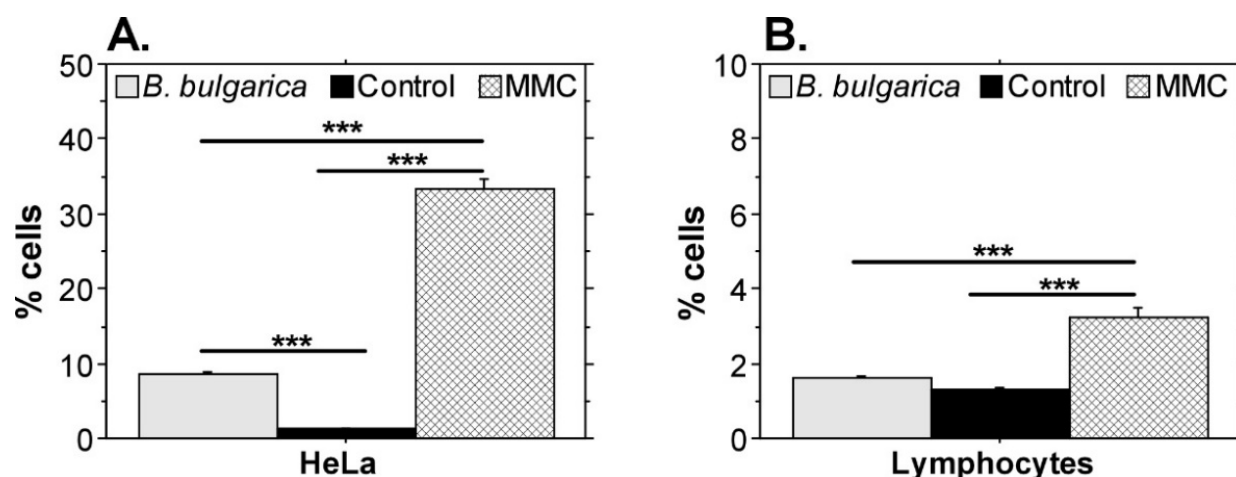 A.
50
40
30
20
10
0
% cells
B. bulgarica Control MMC
***
***
***
HeLa
B.
10
8
6
4
2
0
% cells
B. bulgarica Control MMC
***
***
Lymphocytes